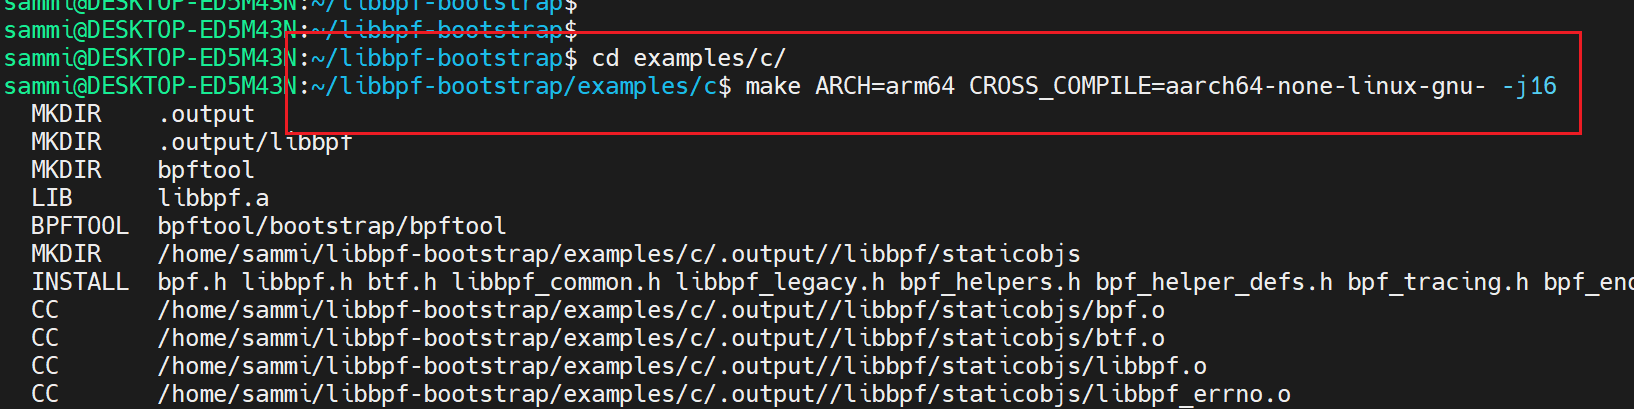 sammi@DESKTOP-ED5M43N:~/libbpf-bootstrap$
sammi@DESKTOP-ED5M43N:~/libbpf-bootstrap$
sammi@DESKTOP-ED5M43N:~/libbpf-bootstrap$ cd examples/c/
sammi@DESKTOP-ED5M43N:~/libbpf-bootstrap/examples/c$ make ARCH=arm64 CROSS_COMPILE=aarch64-none-linux-gnu- -j16
  MKDIR    .output
  MKDIR    .output/libbpf
  MKDIR    bpftool
  LIB      libbpf.a
  BPFTOOL  bpftool/bootstrap/bpftool
  MKDIR    /home/sammi/libbpf-bootstrap/examples/c/.output//libbpf/staticobjs
  INSTALL  bpf.h libbpf.h btf.h libbpf_common.h libbpf_legacy.h bpf_helpers.h bpf_helper_defs.h bpf_tracing.h bpf_end
  CC       /home/sammi/libbpf-bootstrap/examples/c/.output//libbpf/staticobjs/bpf.o
  CC       /home/sammi/libbpf-bootstrap/examples/c/.output//libbpf/staticobjs/btf.o
  CC       /home/sammi/libbpf-bootstrap/examples/c/.output//libbpf/staticobjs/libbpf.o
  CC       /home/sammi/libbpf-bootstrap/examples/c/.output//libbpf/staticobjs/libbpf_errno.o